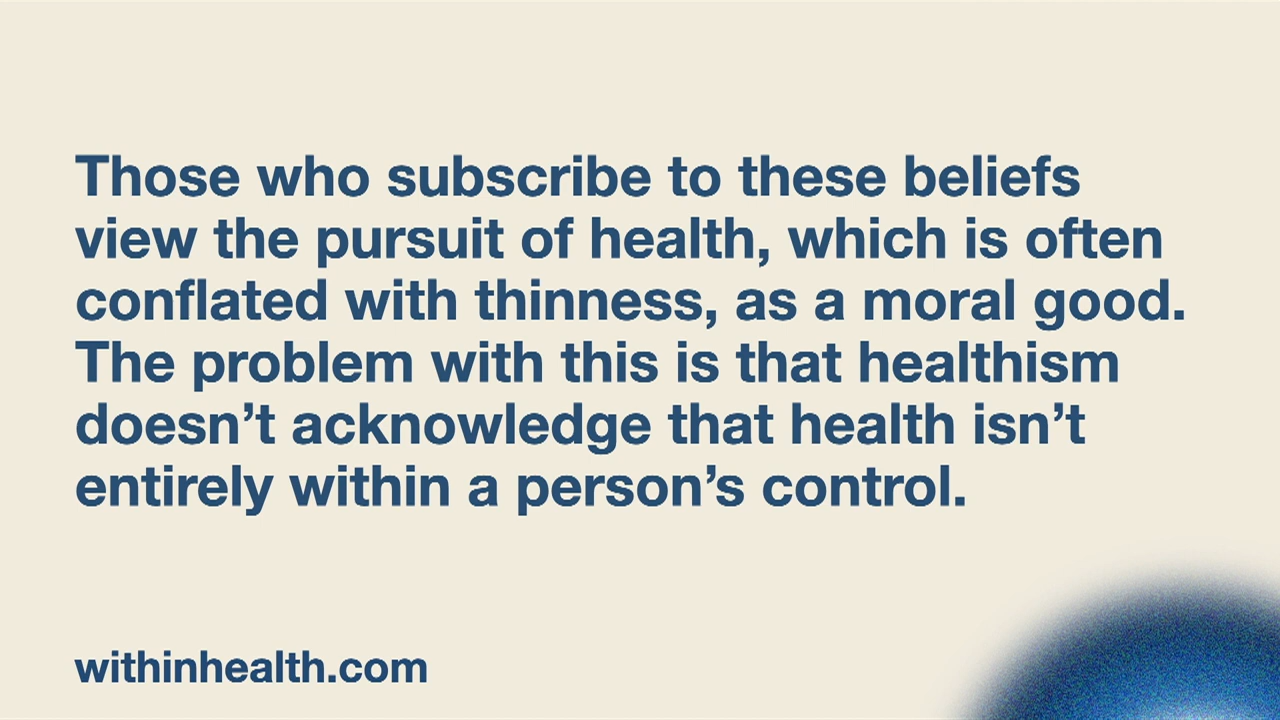 Those who subscribe to these beliefs
view the pursuit of health, which is often
conflated with thinness, as a moral good.
The problem with this is that healthism
doesn’t acknowledge that health isn’t
entirely within a person’s control.
withinhealth.com